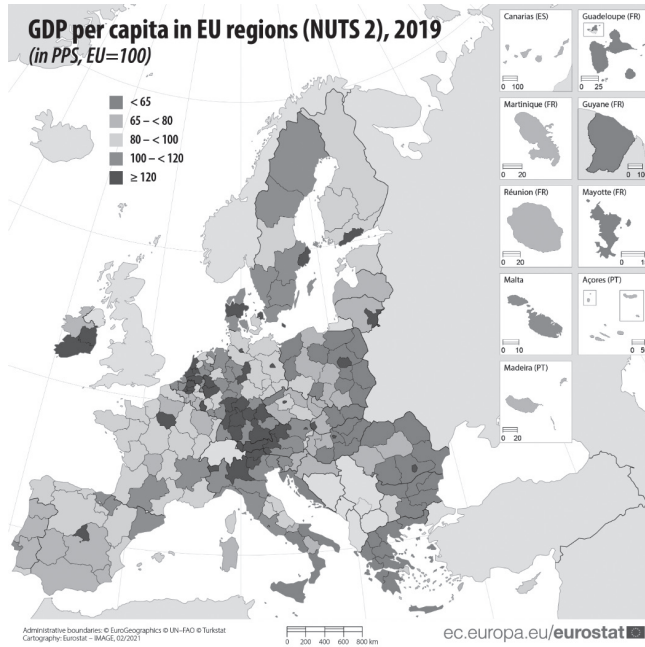 GDP per capita in EU regions (NUTS 2), 2019
(in PPS, EU=100)
< 65
65 – < 80
80 – < 100
100 – < 120
≥ 120
Canarias (ES)
0 100
Guadeloupe (FR)
0 25
Martinique (FR)
0 20
Guyane (FR)
0 10
Réunion (FR)
0 20
Mayotte (FR)
0 1
Malta
0 10
Açores (PT)
0 5
Madeira (PT)
0 20
Administrative boundaries: © EuroGeographics © UN–FAO © Turkstat
Cartography: Eurostat – IMAGE, 02/2021
0 200 400 600 800 km
ec.europa.eu/eurostat